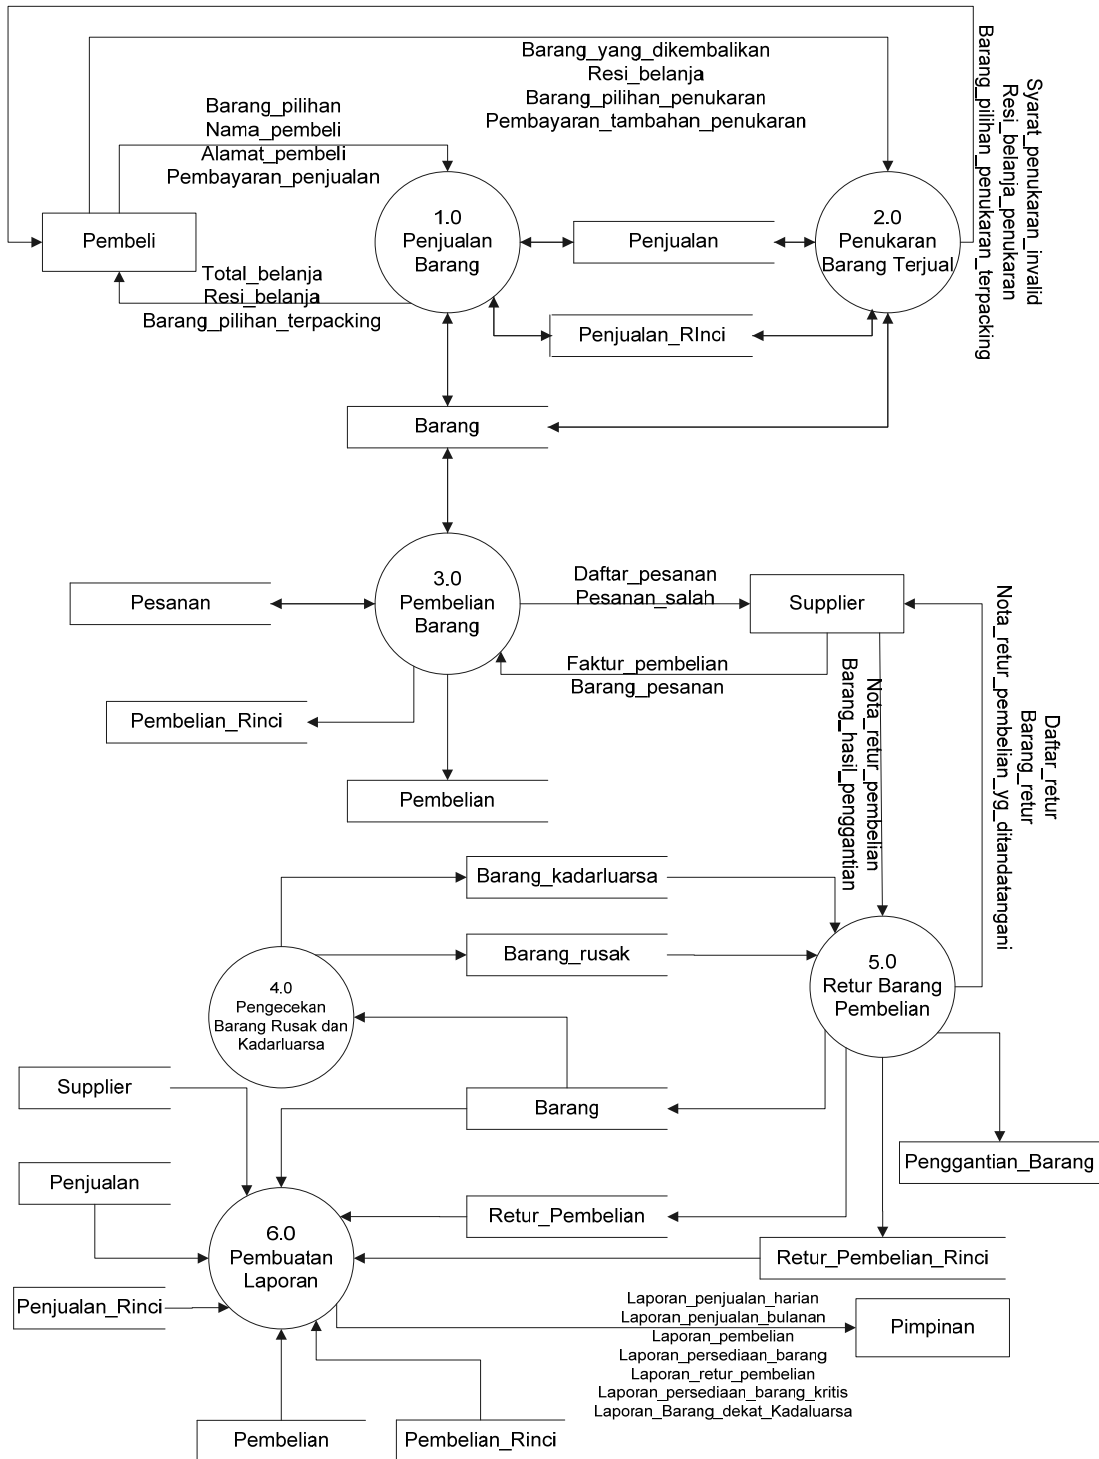 Barang_yang_dikembalikan
Resi_belanja
Barang_pilihan_penukaran
Pembayaran_tambahan_penukaran
Syarat_penukaran_invalid
Resi_belanja_penukaran
Barang_pilihan_penukaran_terpacking
Barang_pilihan
Nama_pembeli
Alamat_pembeli
Pembayaran_penjualan
Pembeli
1.0
Penjualan
Barang
Penjualan
2.0
Penukaran
Barang Terjual
Total_belanja
Resi_belanja
Barang_pilihan_terpacking
Penjualan_RInci
Barang
Pesanan
3.0
Pembelian
Barang
Daftar_pesanan
Pesanan_salah
Supplier
Faktur_pembelian
Barang_pesanan
Nota_retur_pembelian
Barang_hasil_penggantian
Daftar_retur
Barang_retur
Nota_retur_pembelian_yg_ditandatangani
Pembelian_Rinci
Pembelian
Barang_kadarluarsa
Barang_rusak
4.0
Pengecekan
Barang Rusak dan
Kadarluarsa
5.0
Retur Barang
Pembelian
Supplier
Barang
Penggantian_Barang
Penjualan
Retur_Pembelian
6.0
Pembuatan
Laporan
Retur_Pembelian_Rinci
Penjualan_Rinci
Laporan_penjualan_harian
Laporan_penjualan_bulanan
Laporan_pembelian
Laporan_persediaan_barang
Laporan_retur_pembelian
Laporan_persediaan_barang_kritis
Laporan_Barang_dekat_Kadaluarsa
Pimpinan
Pembelian
Pembelian_Rinci